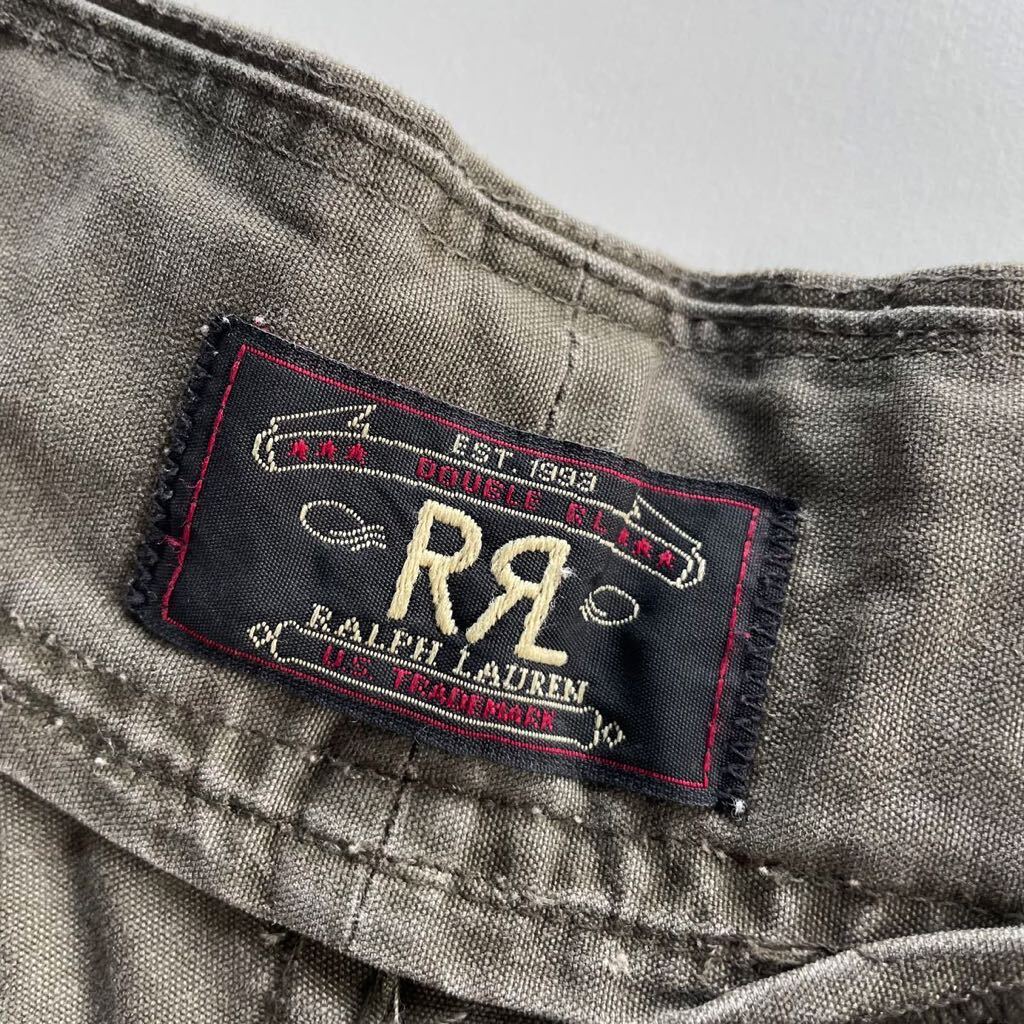 EST. 1993
DOUBLE RL
RRL
RALPH LAUREN
U.S. TRADEMARK